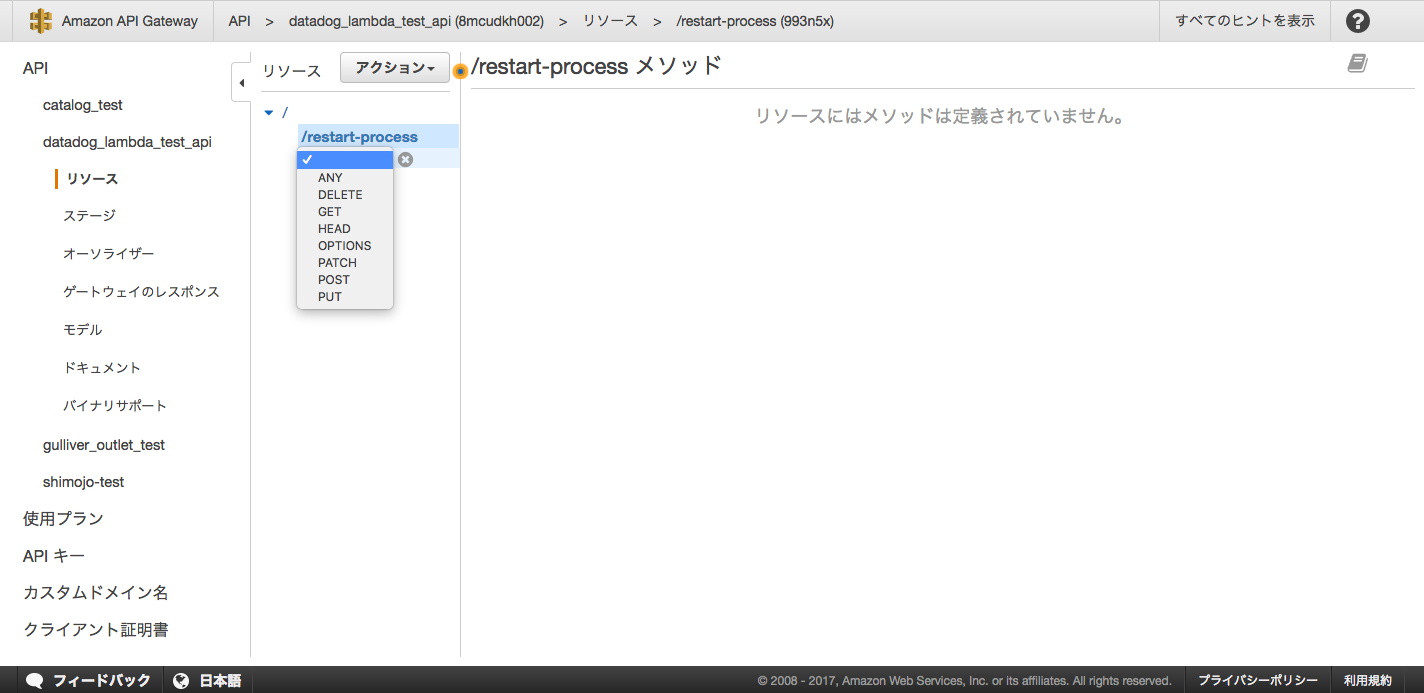 Amazon API Gateway
API > datadog_lambda_test_api (8mcudkh002) > リソース > /restart-process (993n5x)
すべてのヒントを表示
?
API
catalog_test
datadog_lambda_test_api
リソース
ステージ
オーソライザー
ゲートウェイのレスポンス
モデル
ドキュメント
バイナリサポート
gulliver_outlet_test
shimojo-test
使用プラン
API キー
カスタムドメイン名
クライアント証明書
リソース
アクション
/
/restart-process
ANY
DELETE
GET
HEAD
OPTIONS
PATCH
POST
PUT
/restart-process メソッド
リソースにはメソッドは定義されていません。
フィードバック
日本語
© 2008 - 2017, Amazon Web Services, Inc. or its affiliates. All rights reserved.
プライバシーポリシー
利用規約